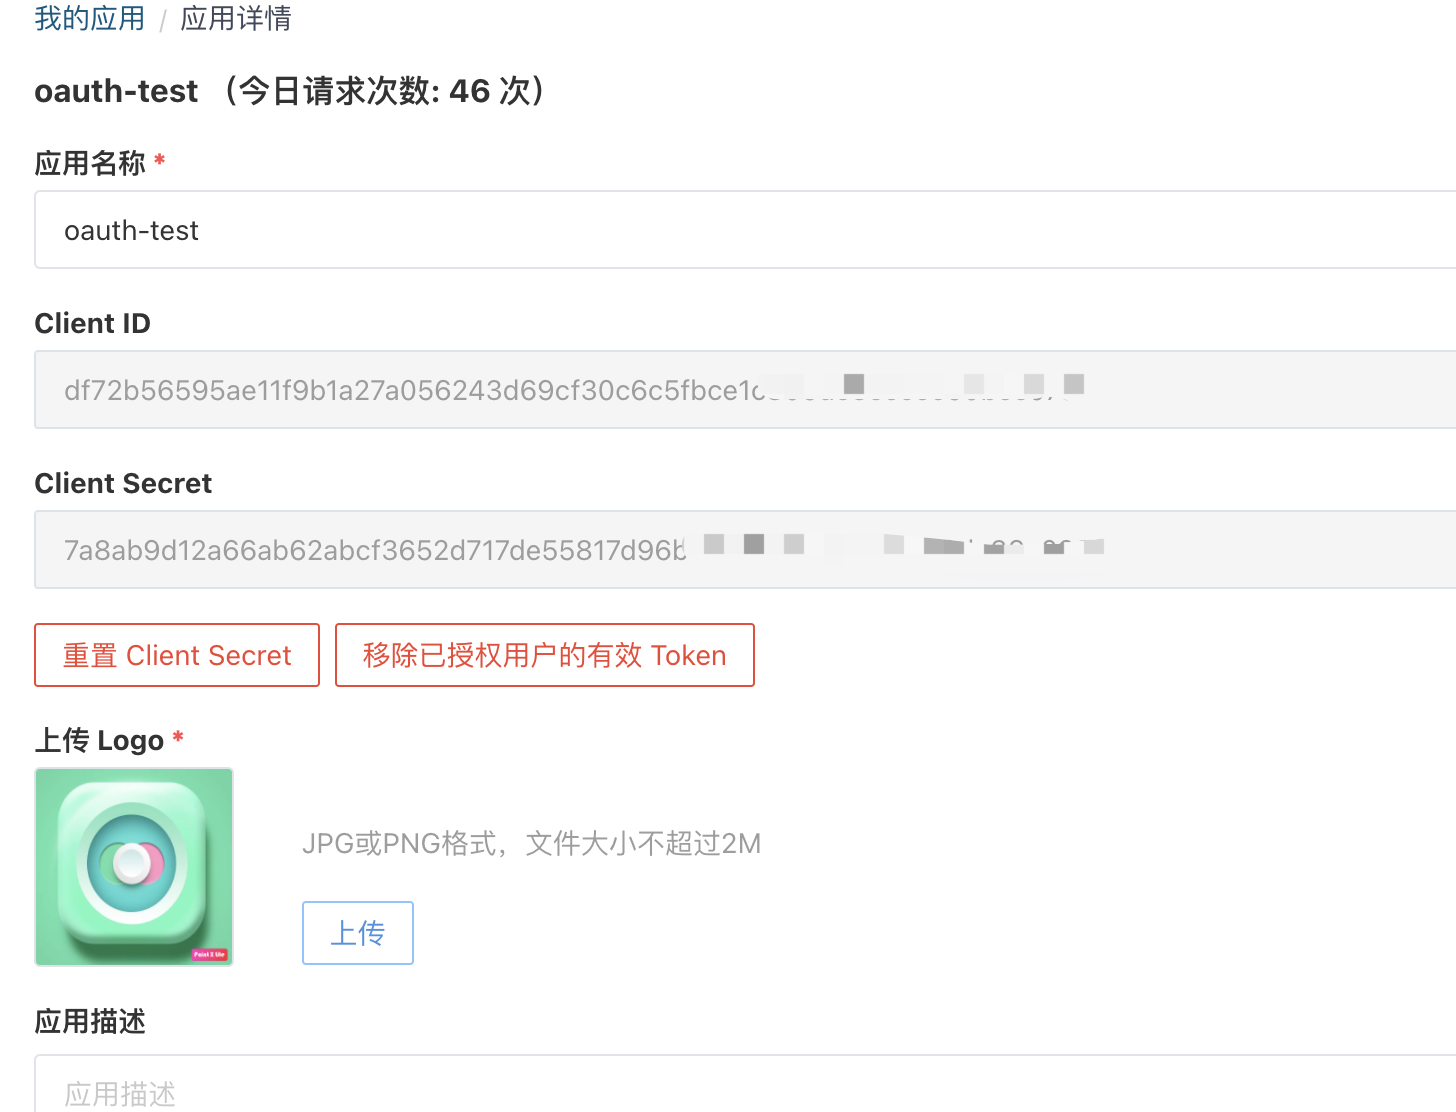 我的应用 / 应用详情
oauth-test （今日请求次数: 46 次）
应用名称 *
oauth-test
Client ID
df72b56595ae11f9b1a27a056243d69cf30c6c5fbce1c
Client Secret
7a8ab9d12a66ab62abcf3652d717de55817d96b
重置 Client Secret 移除已授权用户的有效 Token
上传 Logo *
JPG或PNG格式，文件大小不超过2M
上传
应用描述
应用描述